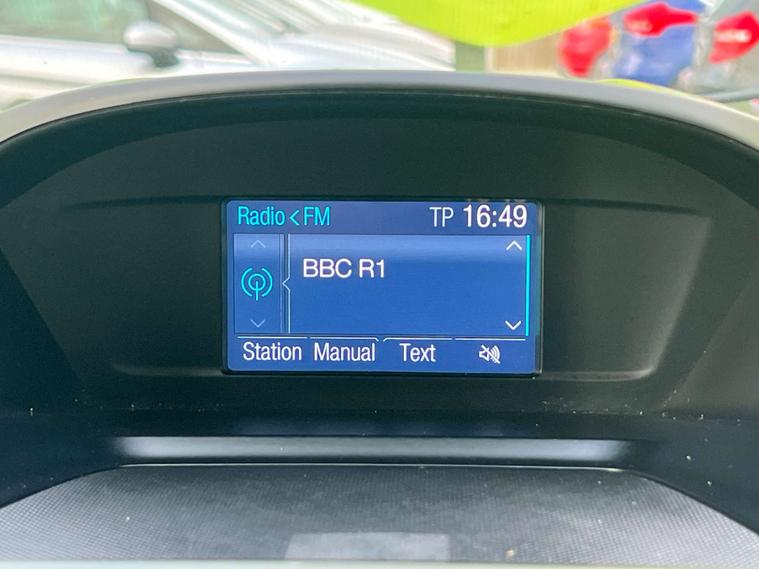 Radio < FM TP 16:49
BBC R1
Station Manual Text